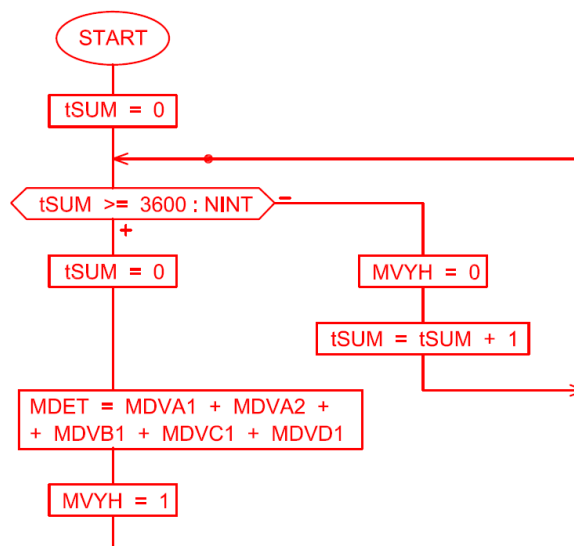 START
tSUM = 0
tSUM >= 3600 : NINT
-
+
tSUM = 0
MVYH = 0
tSUM = tSUM + 1
MDET = MDVA1 + MDVA2 +
+ MDVB1 + MDVC1 + MDVD1
MVYH = 1